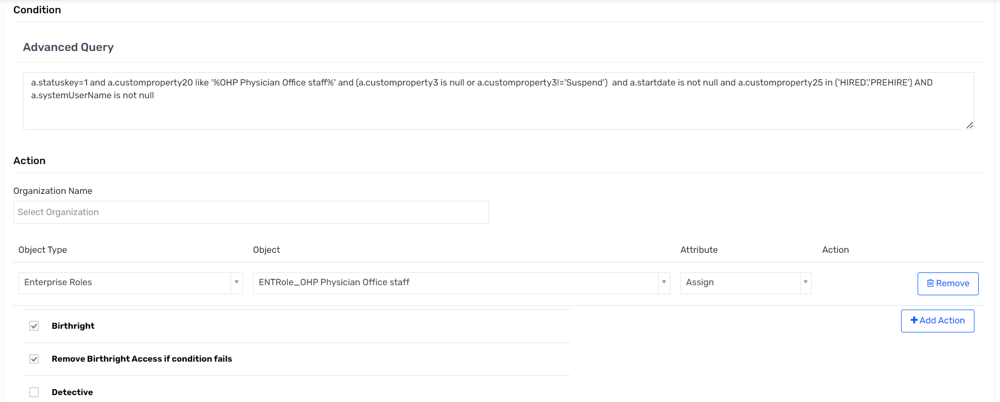 Condition
Advanced Query
a.statuskey=1 and a.customproperty20 like '%OHP Physician Office staff%' and (a.customproperty3 is null or a.customproperty3!='Suspend')  and a.startdate is not null and a.customproperty25 in ('HIRED','PREHIRE') AND
a.systemUserName is not null
Action
Organization Name
Select Organization
Object Type Object Attribute Action
Enterprise Roles ENTRole_OHP Physician Office staff Assign Remove
Birthright Add Action
Remove Birthright Access if condition fails
Detective